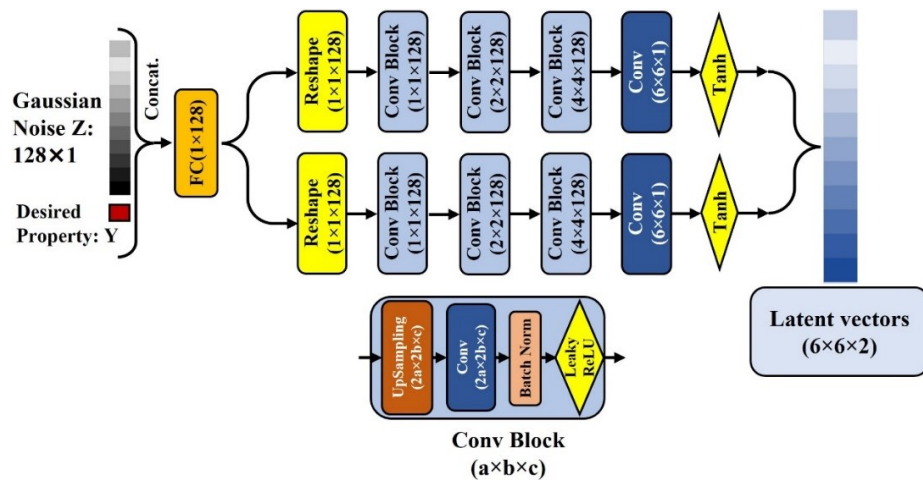 Gaussian
Noise Z:
128×1
Desired
Property: Y
Concat.
FC(1×128)
Reshape
(1×1×128)
Conv Block
(1×1×128)
Conv Block
(2×2×128)
Conv Block
(4×4×128)
Conv
(6×6×1)
Tanh
Reshape
(1×1×128)
Conv Block
(1×1×128)
Conv Block
(2×2×128)
Conv Block
(4×4×128)
Conv
(6×6×1)
Tanh
Latent vectors
(6×6×2)
UpSampling
(2a×2b×c)
Conv
(2a×2b×c)
Batch Norm
Leaky
ReLU
Conv Block
(a×b×c)